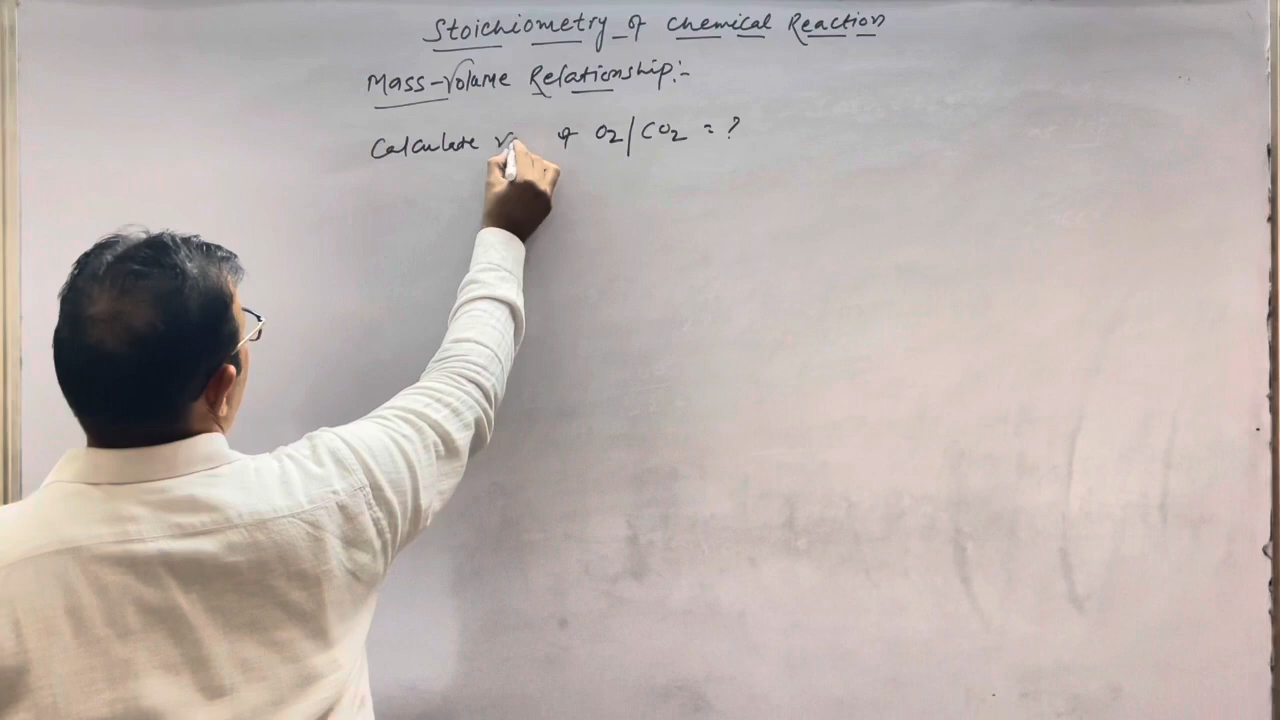 Stoichiometry of Chemical Reaction
Mass-Volume Relationship:-
Calculate of O2/CO2 = ?